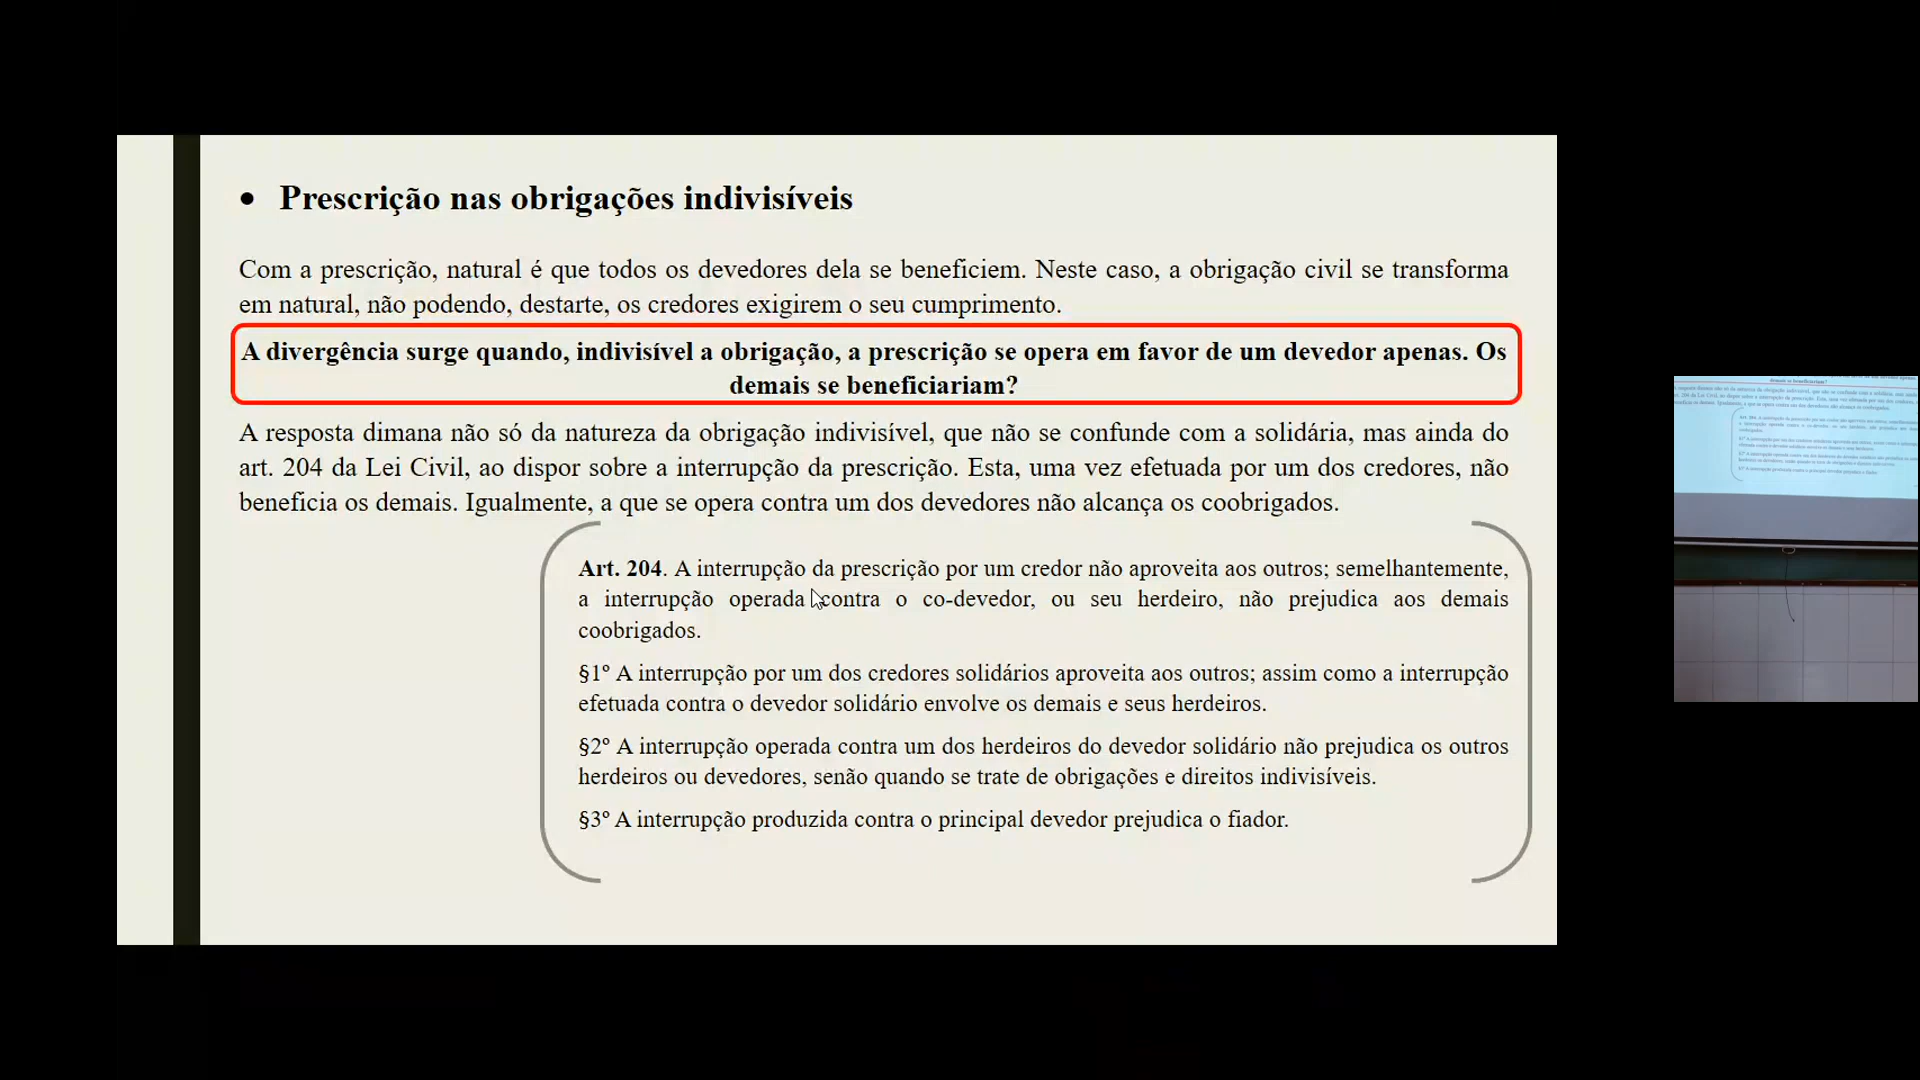 • Prescrição nas obrigações indivisíveis
Com a prescrição, natural é que todos os devedores dela se beneficiem. Neste caso, a obrigação civil se transforma
em natural, não podendo, destarte, os credores exigirem o seu cumprimento.
A divergência surge quando, indivisível a obrigação, a prescrição se opera em favor de um devedor apenas. Os
demais se beneficiariam?
A resposta dimana não só da natureza da obrigação indivisível, que não se confunde com a solidária, mas ainda do
art. 204 da Lei Civil, ao dispor sobre a interrupção da prescrição. Esta, uma vez efetuada por um dos credores, não
beneficia os demais. Igualmente, a que se opera contra um dos devedores não alcança os coobrigados.
Art. 204. A interrupção da prescrição por um credor não aproveita aos outros; semelhantemente,
a interrupção operada contra o co-devedor, ou seu herdeiro, não prejudica aos demais
coobrigados.
§1º A interrupção por um dos credores solidários aproveita aos outros; assim como a interrupção
efetuada contra o devedor solidário envolve os demais e seus herdeiros.
§2º A interrupção operada contra um dos herdeiros do devedor solidário não prejudica os outros
herdeiros ou devedores, senão quando se trate de obrigações e direitos indivisíveis.
§3º A interrupção produzida contra o principal devedor prejudica o fiador.